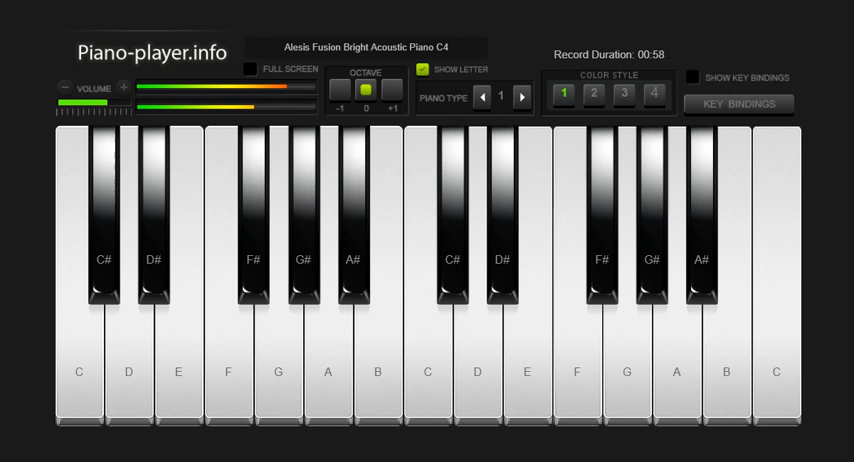 Piano-player.info
Alesis Fusion Bright Acoustic Piano C4
Record Duration: 00:58
FULL SCREEN
OCTAVE
SHOW LETTER
COLOR STYLE
SHOW KEY BINDINGS
VOLUME
PIANO TYPE 1
1 2 3 4
KEY BINDINGS
-1 0 +1
C# D# F# G# A# C# D# F# G# A#
C D E F G A B C D E F G A B C